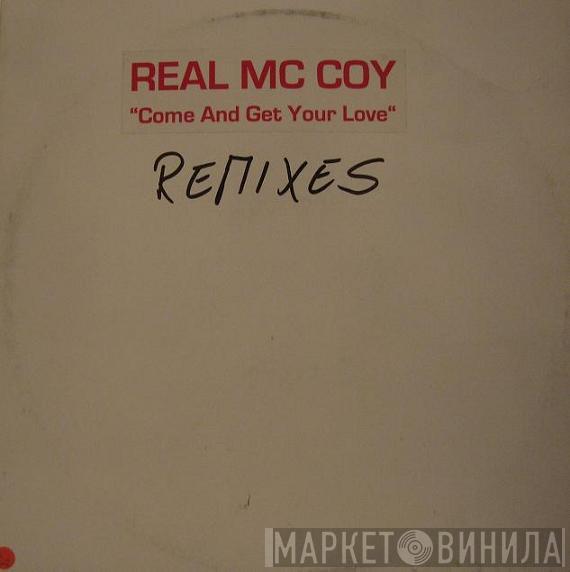 REAL MC COY
“Come And Get Your Love“
REMIXES
МАРКЕТ ВИНИЛА